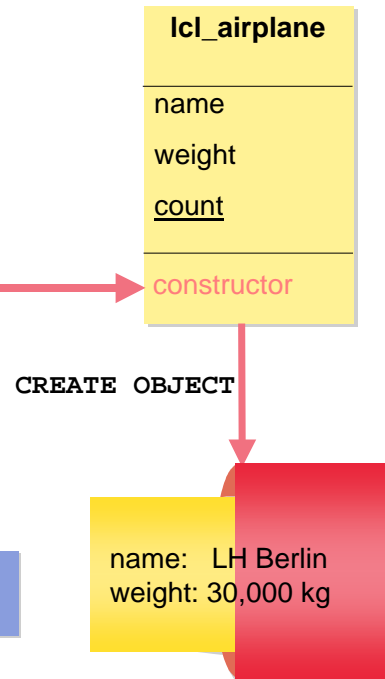 lcl_airplane
name
weight
count
constructor
CREATE OBJECT
name: LH Berlin
weight: 30,000 kg